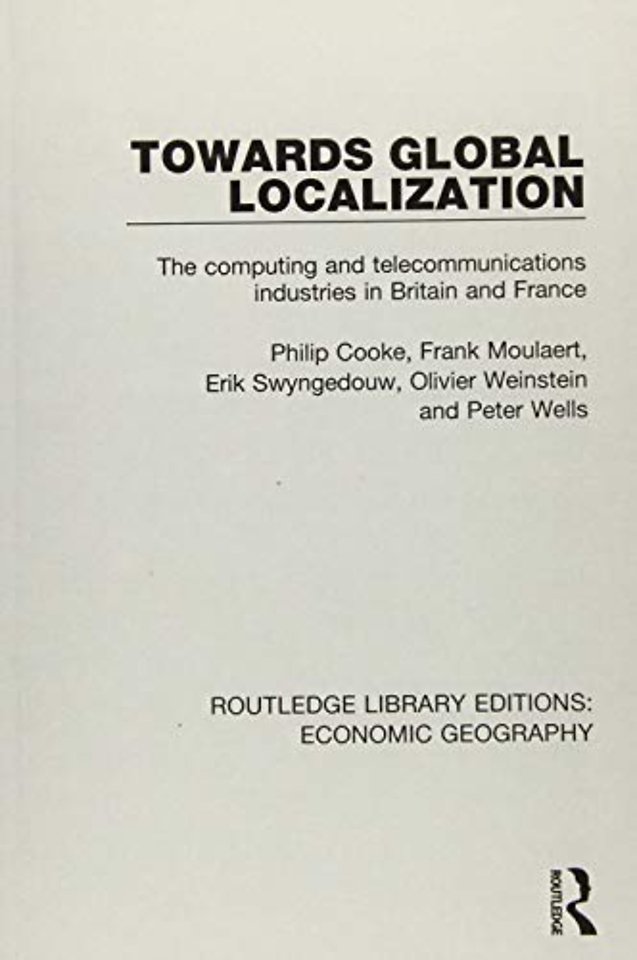 TOWARDS GLOBAL
LOCALIZATION
The computing and telecommunications
industries in Britain and France
Philip Cooke, Frank Moulaert,
Erik Swyngedouw, Olivier Weinstein
and Peter Wells
ROUTLEDGE LIBRARY EDITIONS:
ECONOMIC GEOGRAPHY
ROUTLEDGE